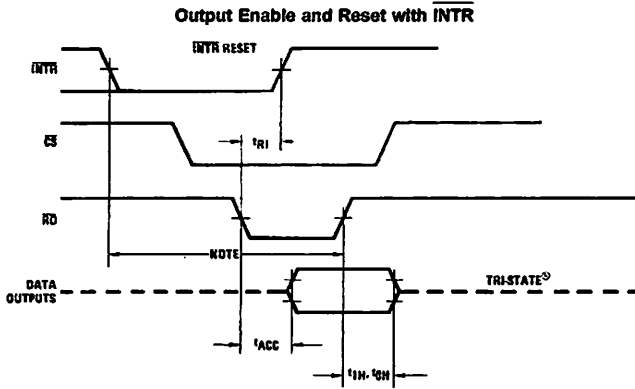 Output Enable and Reset with INTR
INTR RESET
INTR
tRI
CS
RD
NOTE
DATA
OUTPUTS
TRI-STATE®
tACC
t1H, t0H